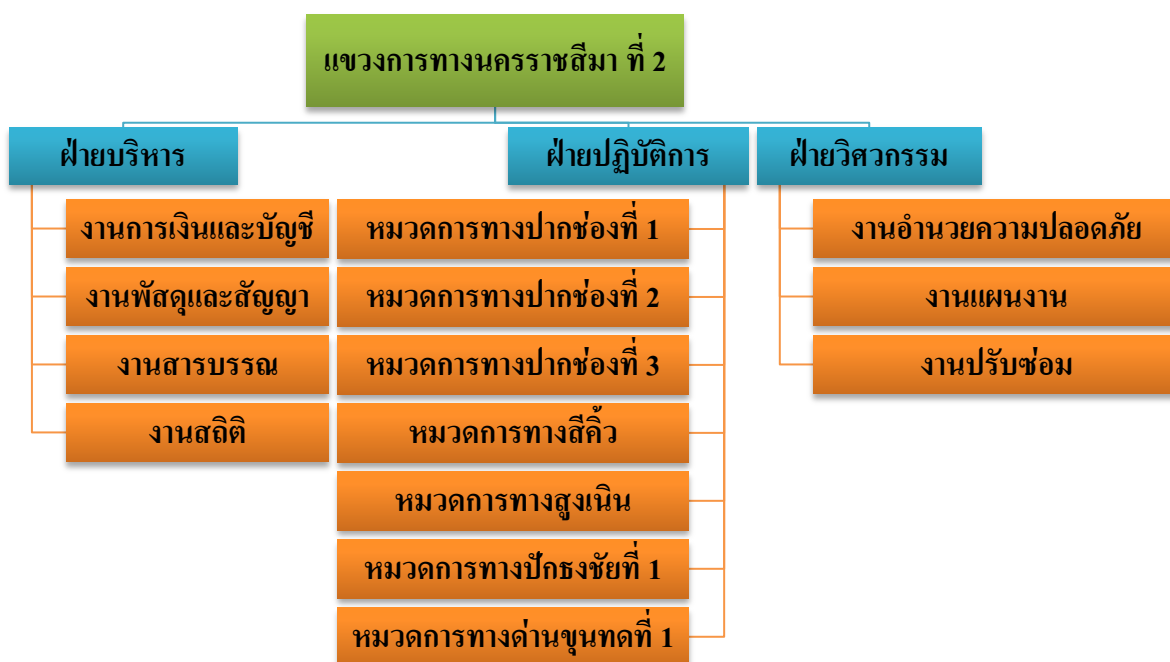 แขวงการทางนครราชสีมา ที่ 2
ฝ่ายบริหาร
งานการเงินและบัญชี
งานพัสดุและสัญญา
งานสารบรรณ
งานสถิติ
ฝ่ายปฏิบัติการ
หมวดการทางปากช่องที่ 1
หมวดการทางปากช่องที่ 2
หมวดการทางปากช่องที่ 3
หมวดการทางสีคิ้ว
หมวดการทางสูงเนิน
หมวดการทางปักธงชัยที่ 1
หมวดการทางด่านขุนทดที่ 1
ฝ่ายวิศวกรรม
งานอำนวยความปลอดภัย
งานแผนงาน
งานปรับซ่อม